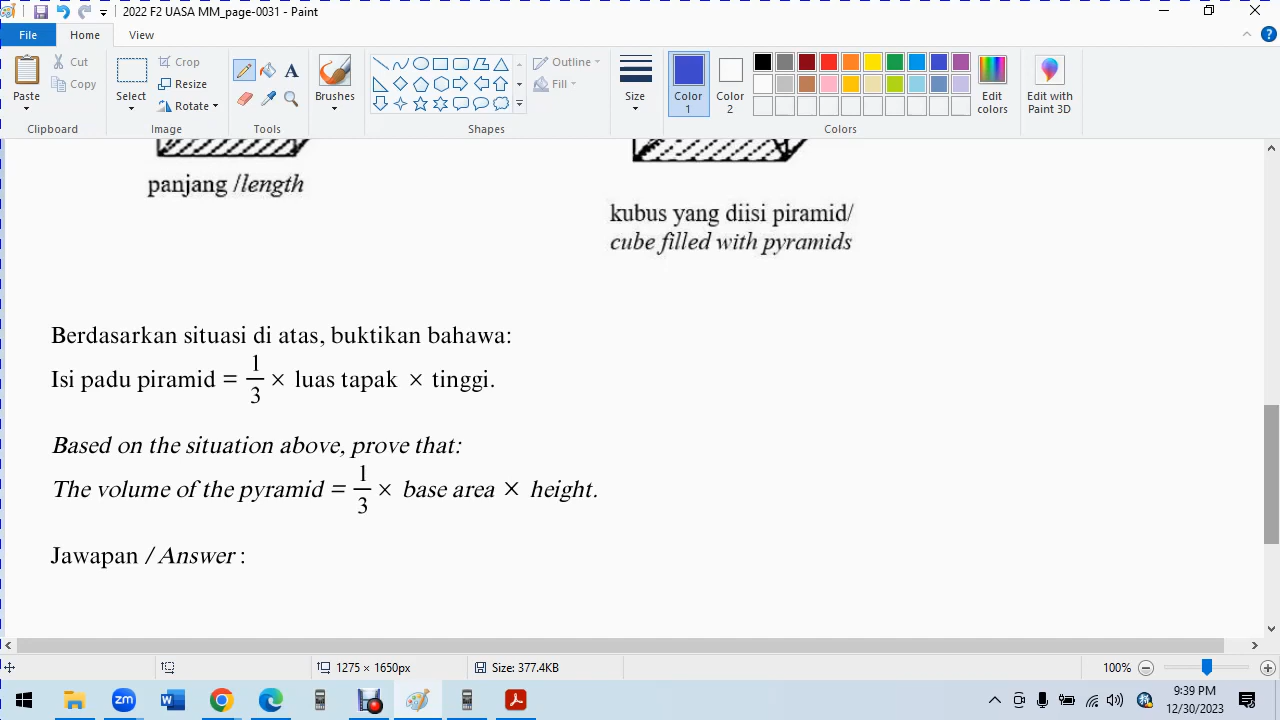 2022 F2 UASA MM_page-0031 - Paint
File Home View
Cut
Copy
Paste
Clipboard
Crop
Resize
Rotate
Select
Image
Tools
Brushes
Shapes
Outline
Fill
Size
Color 1
Color 2
Edit colors
Colors
Edit with Paint 3D
panjang /length
kubus yang diisi piramid/
cube filled with pyramids
Berdasarkan situasi di atas, buktikan bahawa:
Isi padu piramid = 1/3 × luas tapak × tinggi.
Based on the situation above, prove that:
The volume of the pyramid = 1/3 × base area × height.
Jawapan / Answer :
1275 × 1650px
Size: 377.4KB
100%
zm
9:39 PM
12/30/2023